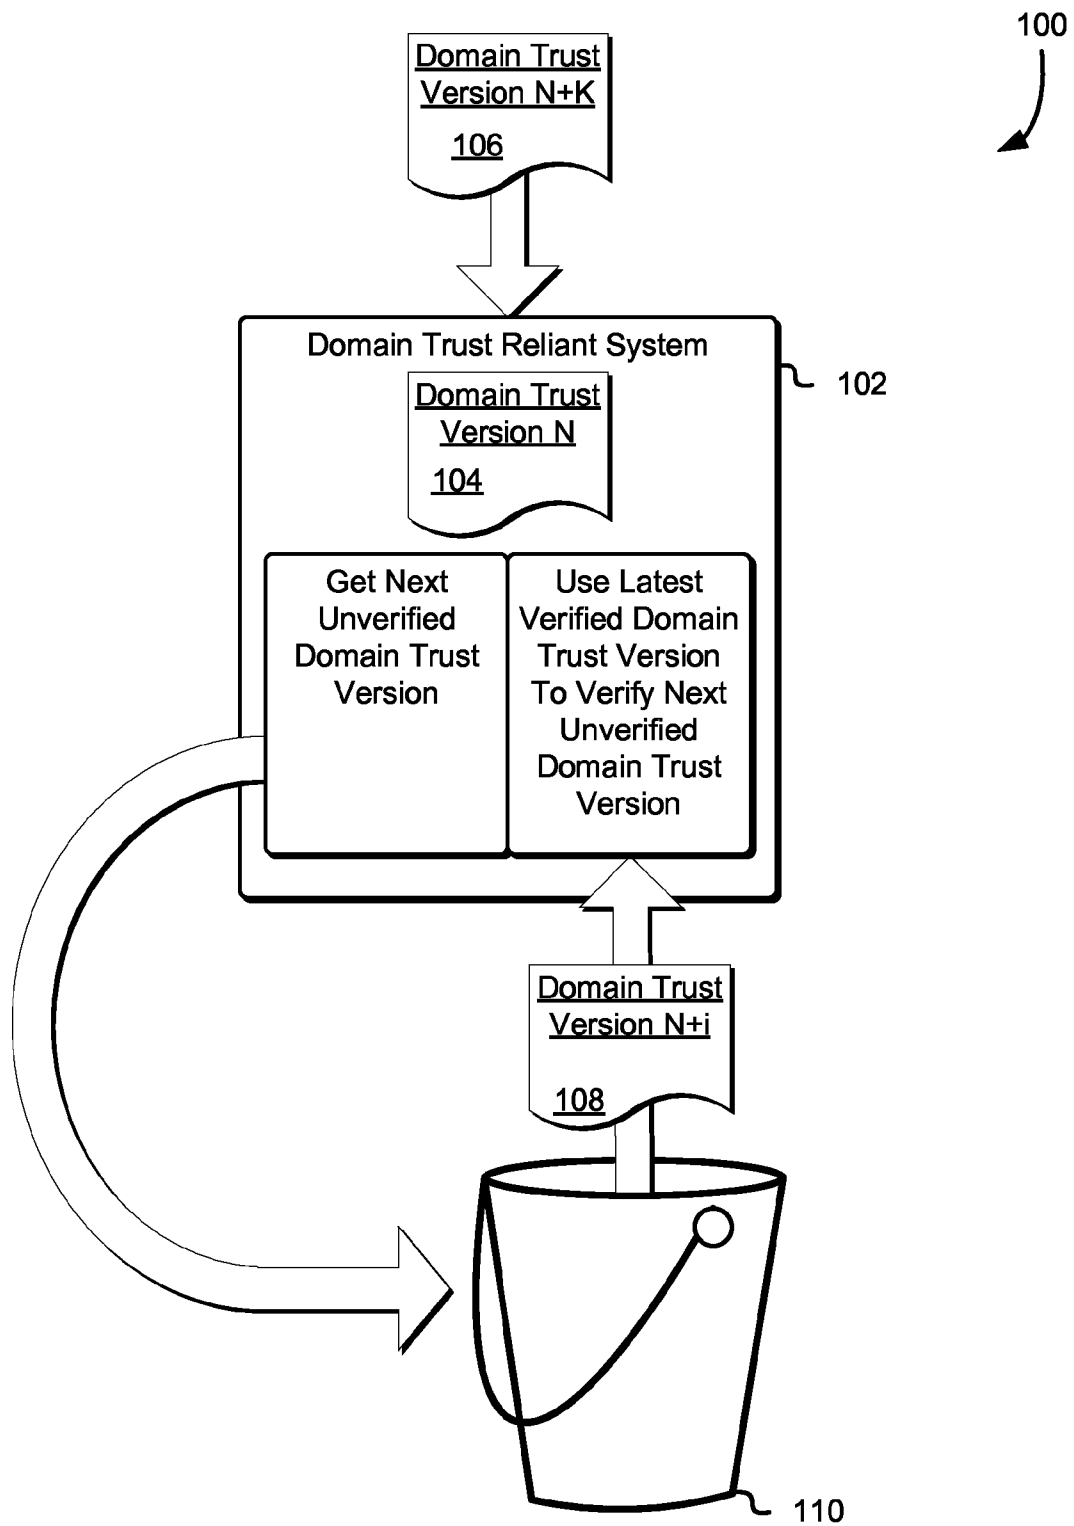 100
Domain Trust
Version N+K
106
Domain Trust Reliant System
102
Domain Trust
Version N
104
Get Next
Unverified
Domain Trust
Version
Use Latest
Verified Domain
Trust Version
To Verify Next
Unverified
Domain Trust
Version
Domain Trust
Version N+i
108
110